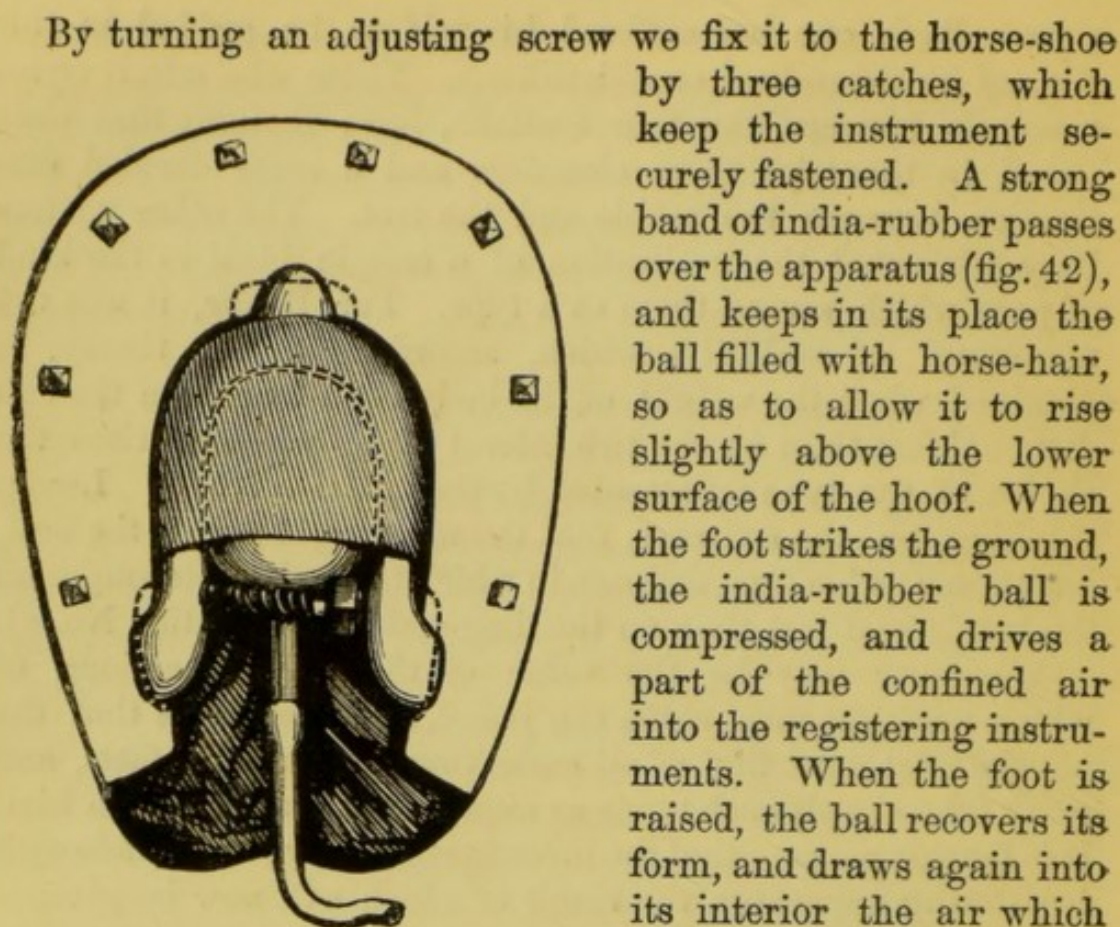 By turning an adjusting screw we fix it to the horse-shoe
by three catches, which
keep the instrument se-
curely fastened. A strong
band of india-rubber passes
over the apparatus (fig. 42),
and keeps in its place the
ball filled with horse-hair,
so as to allow it to rise
slightly above the lower
surface of the hoof. When
the foot strikes the ground,
the india-rubber ball is
compressed, and drives a
part of the confined air
into the registering instru-
ments. When the foot is
raised, the ball recovers its
form, and draws again into
its interior the air which